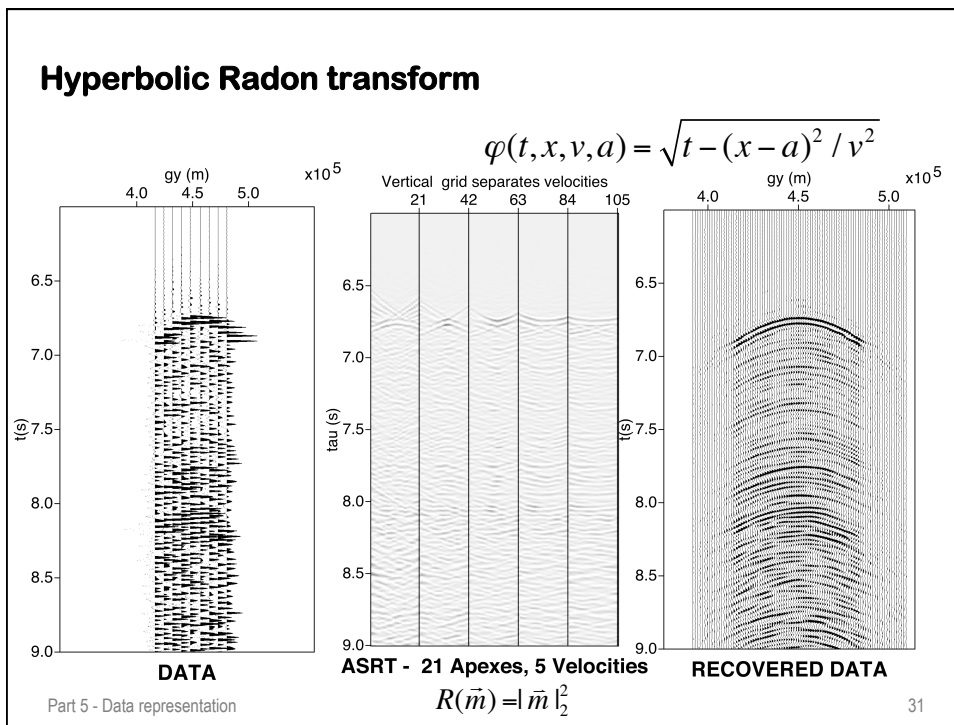 Hyperbolic Radon transform
φ(t, x, v, a) = √(t − (x − a)² / v²)
gy (m) x10⁵
4.0 4.5 5.0
6.5
7.0
7.5
8.0
8.5
9.0
t(s)
DATA
Vertical grid separates velocities
21 42 63 84 105
6.5
7.0
7.5
8.0
8.5
9.0
tau (s)
ASRT - 21 Apexes, 5 Velocities
R(m⃗) =| m⃗ |₂²
gy (m) x10⁵
4.0 4.5 5.0
6.5
7.0
7.5
8.0
8.5
9.0
t(s)
RECOVERED DATA
Part 5 - Data representation
31